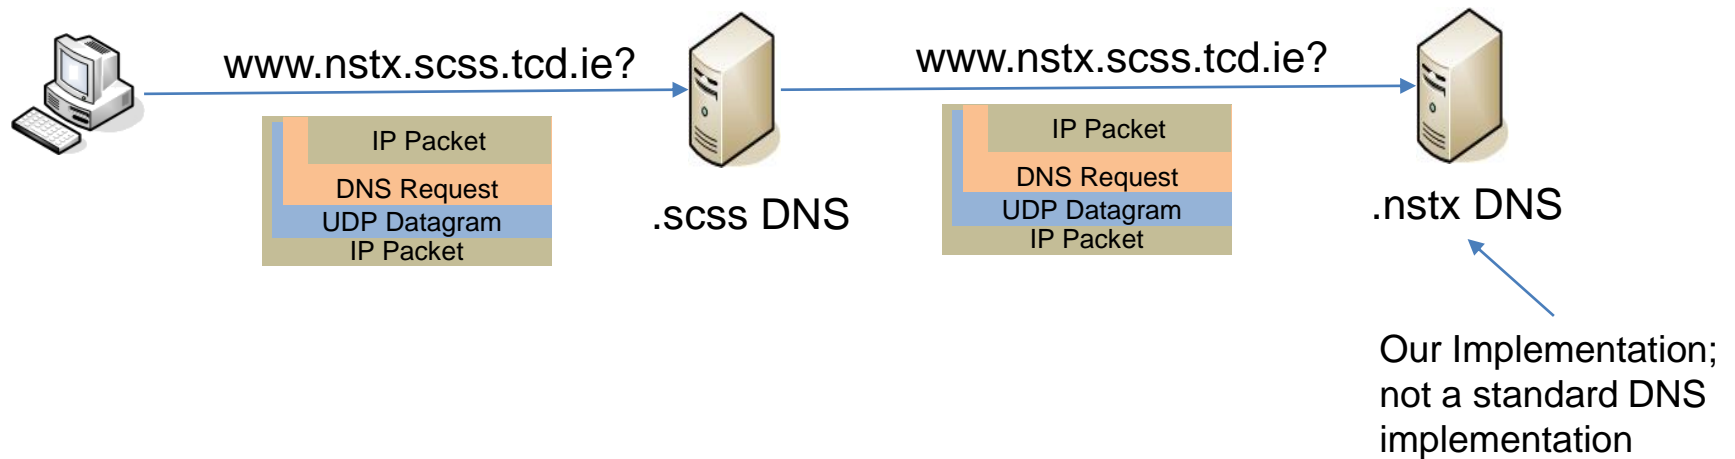 www.nstx.scss.tcd.ie?
www.nstx.scss.tcd.ie?
IP Packet
DNS Request
UDP Datagram
IP Packet
.scss DNS
IP Packet
DNS Request
UDP Datagram
IP Packet
.nstx DNS
Our Implementation;
not a standard DNS
implementation